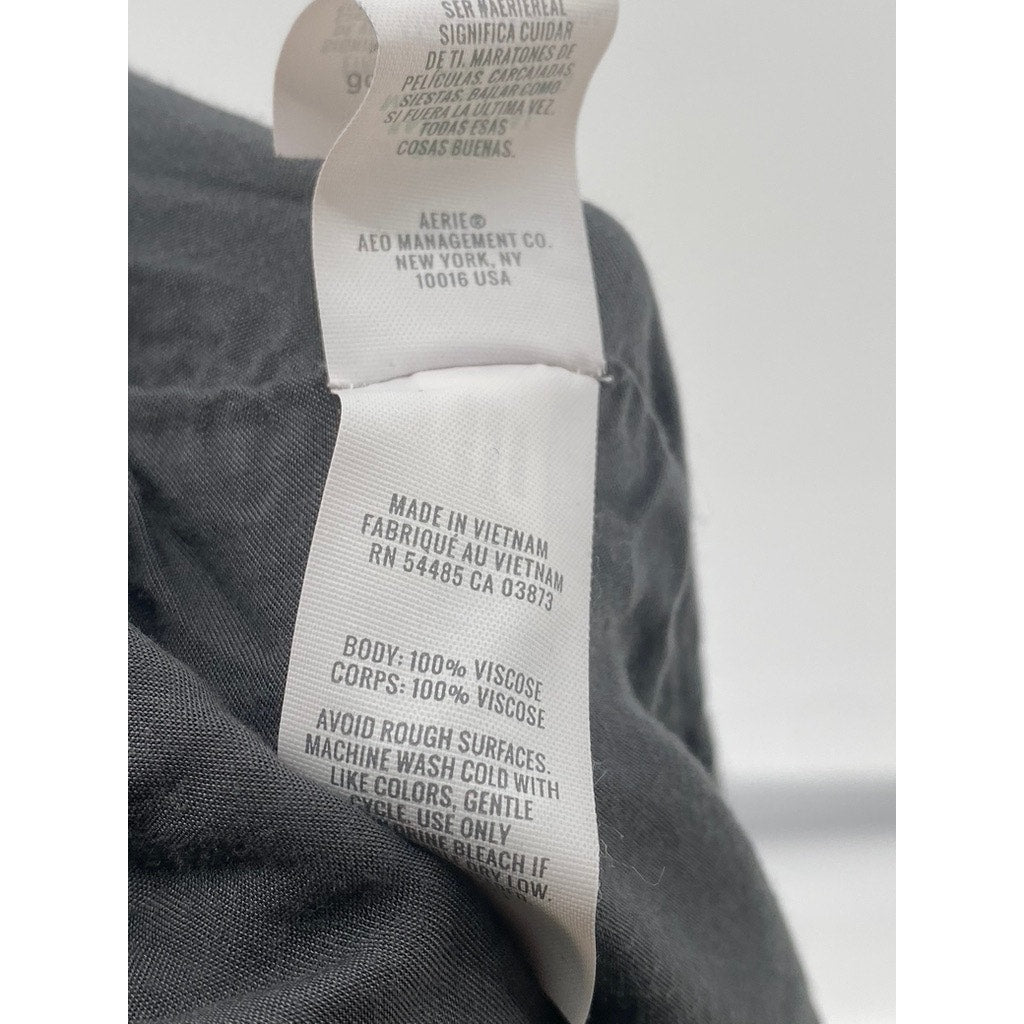 SER #AERIEREAL
SIGNIFICA CUIDAR
DE TI. MARATONES DE
PELÍCULAS. CARCAJADAS.
SIESTAS. BAILAR COMO
SI FUERA LA ÚLTIMA VEZ.
TODAS ESAS
COSAS BUENAS.
AERIE®
AEO MANAGEMENT CO.
NEW YORK, NY
10016 USA
MADE IN VIETNAM
FABRIQUÉ AU VIETNAM
RN 54485 CA 03873
BODY: 100% VISCOSE
CORPS: 100% VISCOSE
AVOID ROUGH SURFACES.
MACHINE WASH COLD WITH
LIKE COLORS, GENTLE
CYCLE. USE ONLY
BLEACH IF
DRY LOW.